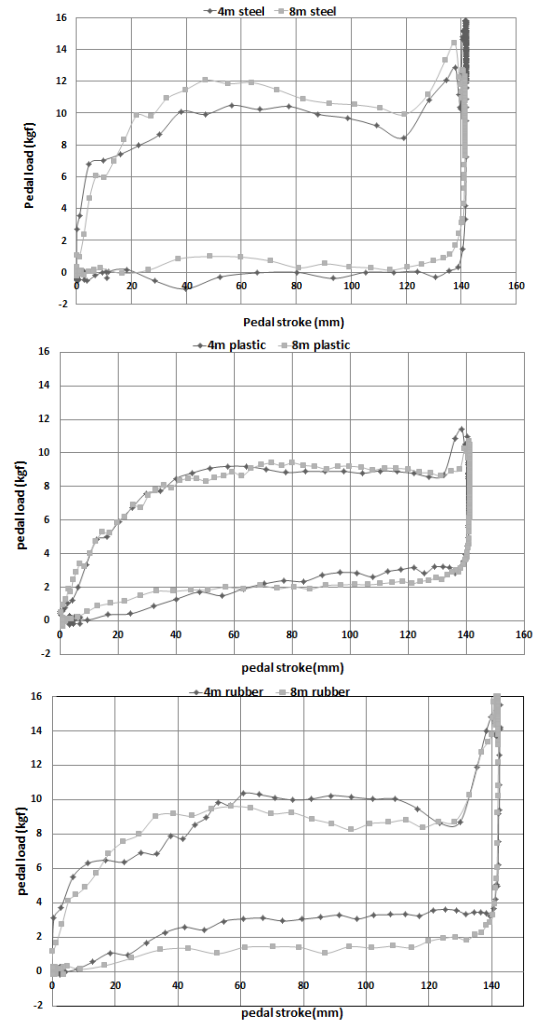 4m steel 8m steel
16
14
12
10
8
6
4
2
0
-2
Pedal load (kgf)
0 20 40 60 80 100 120 140 160
Pedal stroke (mm)
4m plastic 8m plastic
16
14
12
10
8
6
4
2
0
-2
pedal load (kgf)
0 20 40 60 80 100 120 140 160
pedal stroke(mm)
4m rubber 8m rubber
16
14
12
10
8
6
4
2
0
-2
pedal load (kgf)
0 20 40 60 80 100 120 140
pedal stroke (mm)